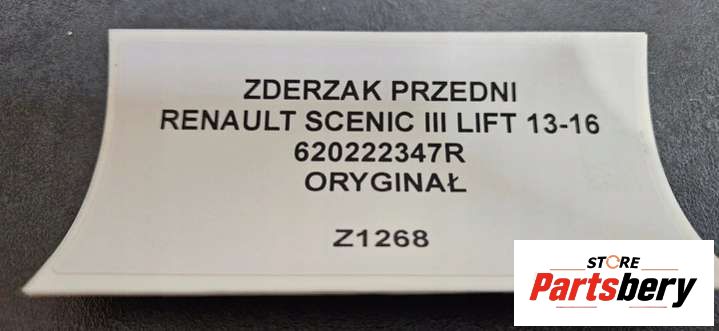 ZDERZAK PRZEDNI
RENAULT SCENIC III LIFT 13-16
620222347R
ORYGINAŁ
Z1268
STORE
Partsbery